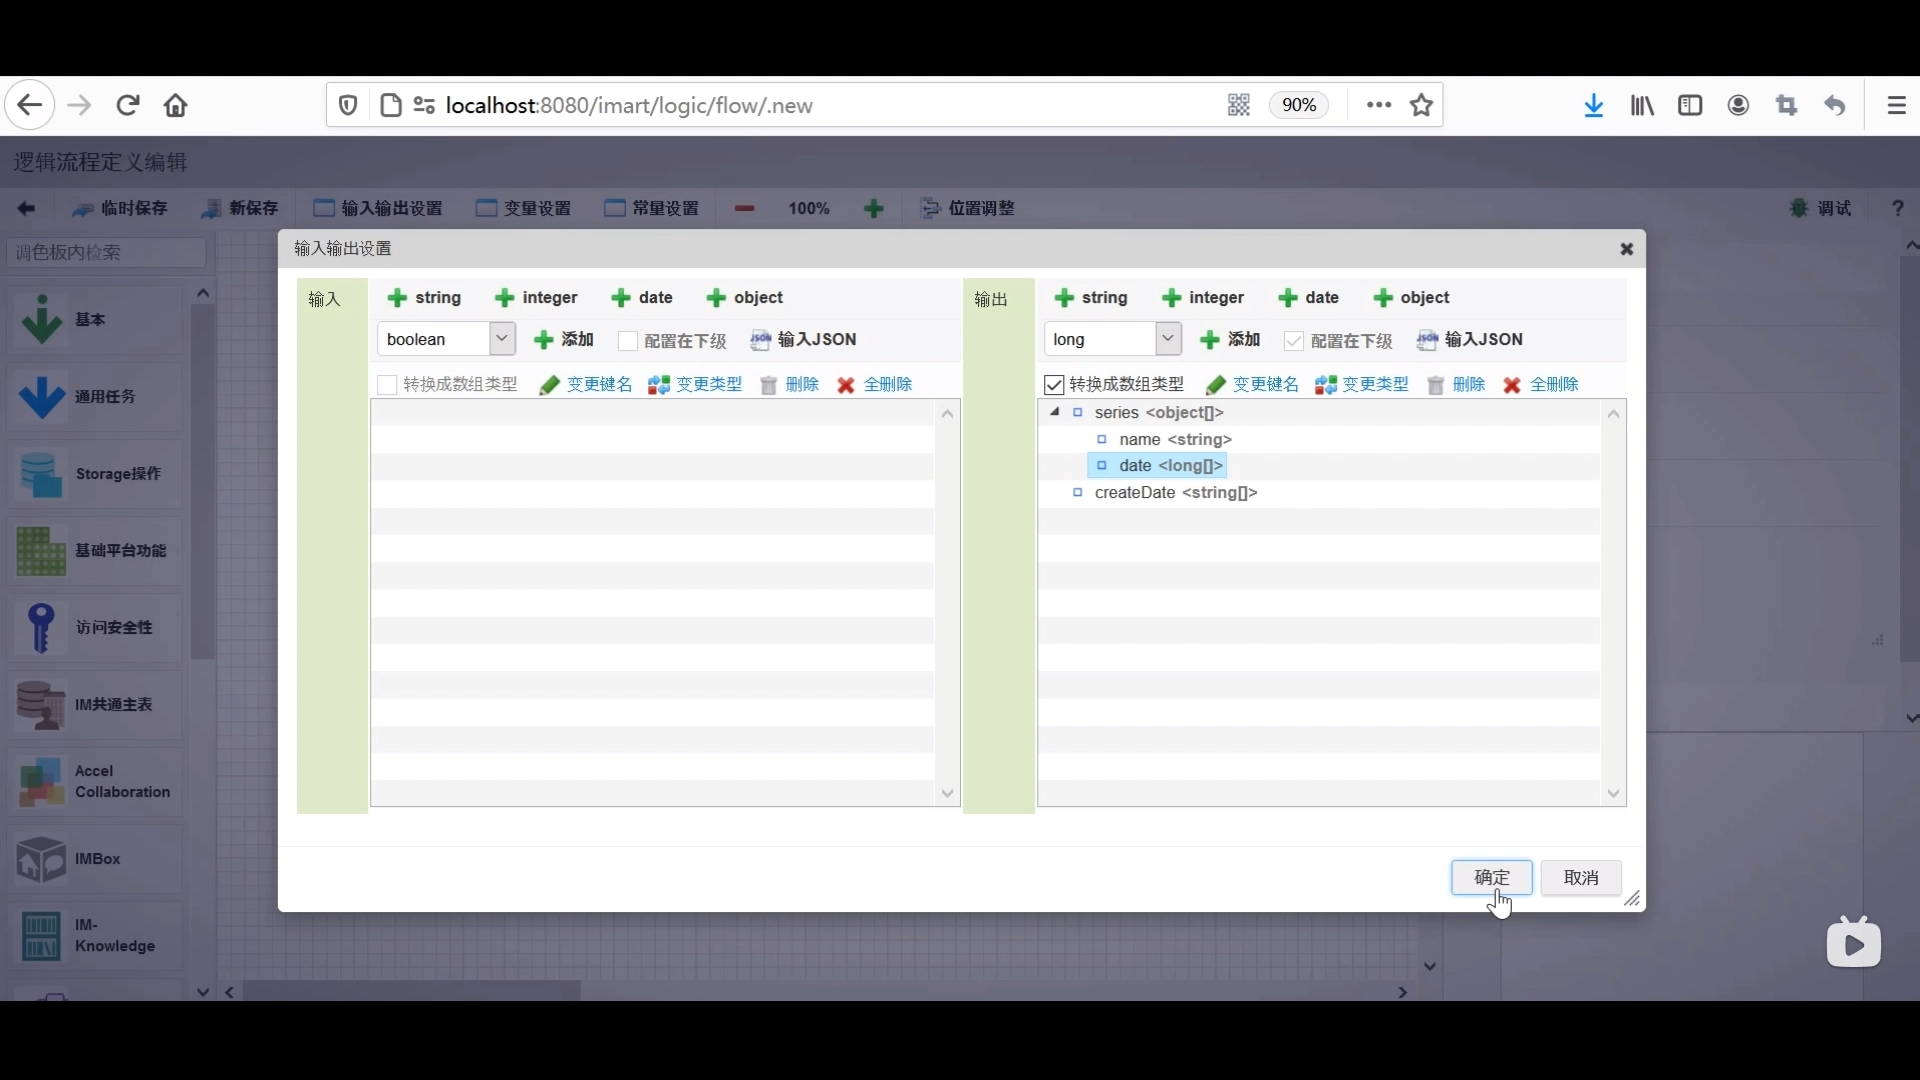 localhost:8080/imart/logic/flow/.new
90%
逻辑流程定义编辑
临时保存
新保存
输入输出设置
变量设置
常量设置
100%
位置调整
调试
?
调色板内检索
基本
通用任务
Storage操作
基础平台功能
访问安全性
IM共通主表
Accel
Collaboration
IMBox
IM-
Knowledge
输入输出设置
输入
string
integer
date
object
boolean
添加
配置在下级
JSON
输入JSON
转换成数组类型
变更键名
变更类型
删除
全删除
输出
string
integer
date
object
long
添加
配置在下级
JSON
输入JSON
转换成数组类型
变更键名
变更类型
删除
全删除
series <object[]>
name <string>
date <long[]>
createDate <string[]>
确定
取消